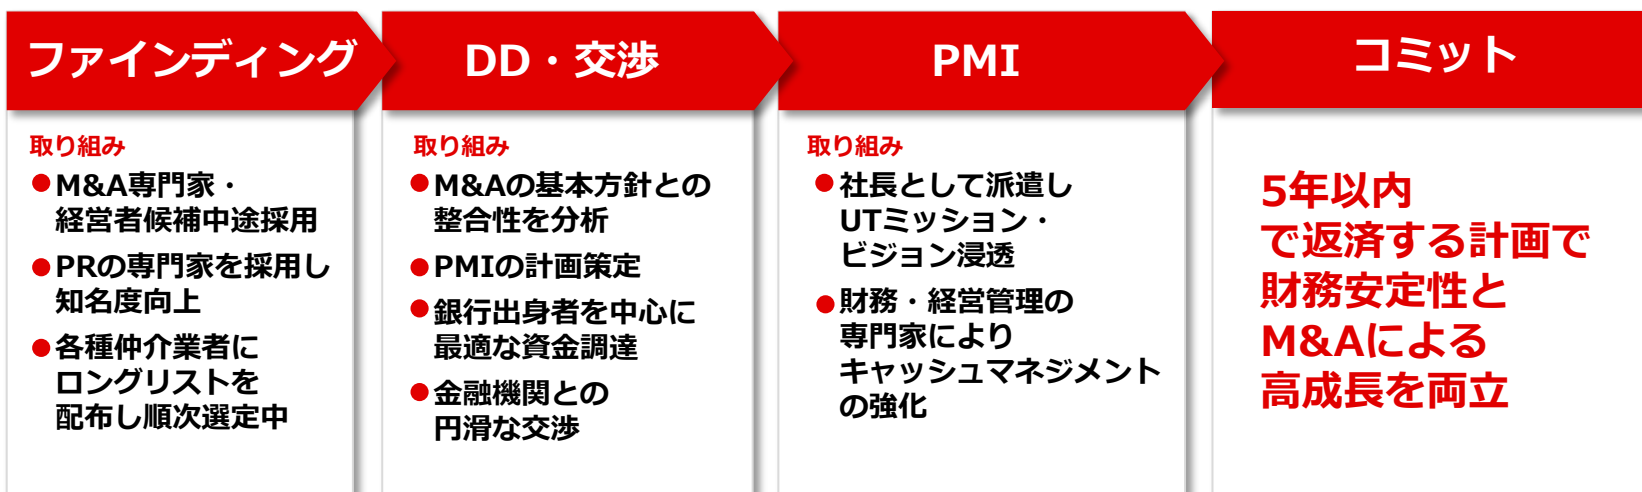 ファインディング
取り組み
●M&A専門家・
経営者候補中途採用
●PRの専門家を採用し
知名度向上
●各種仲介業者に
ロングリストを
配布し順次選定中
DD・交渉
取り組み
●M&Aの基本方針との
整合性を分析
●PMIの計画策定
●銀行出身者を中心に
最適な資金調達
●金融機関との
円滑な交渉
PMI
取り組み
●社長として派遣し
UTミッション・
ビジョン浸透
●財務・経営管理の
専門家により
キャッシュマネジメント
の強化
コミット
5年以内
で返済する計画で
財務安定性と
M&Aによる
高成長を両立